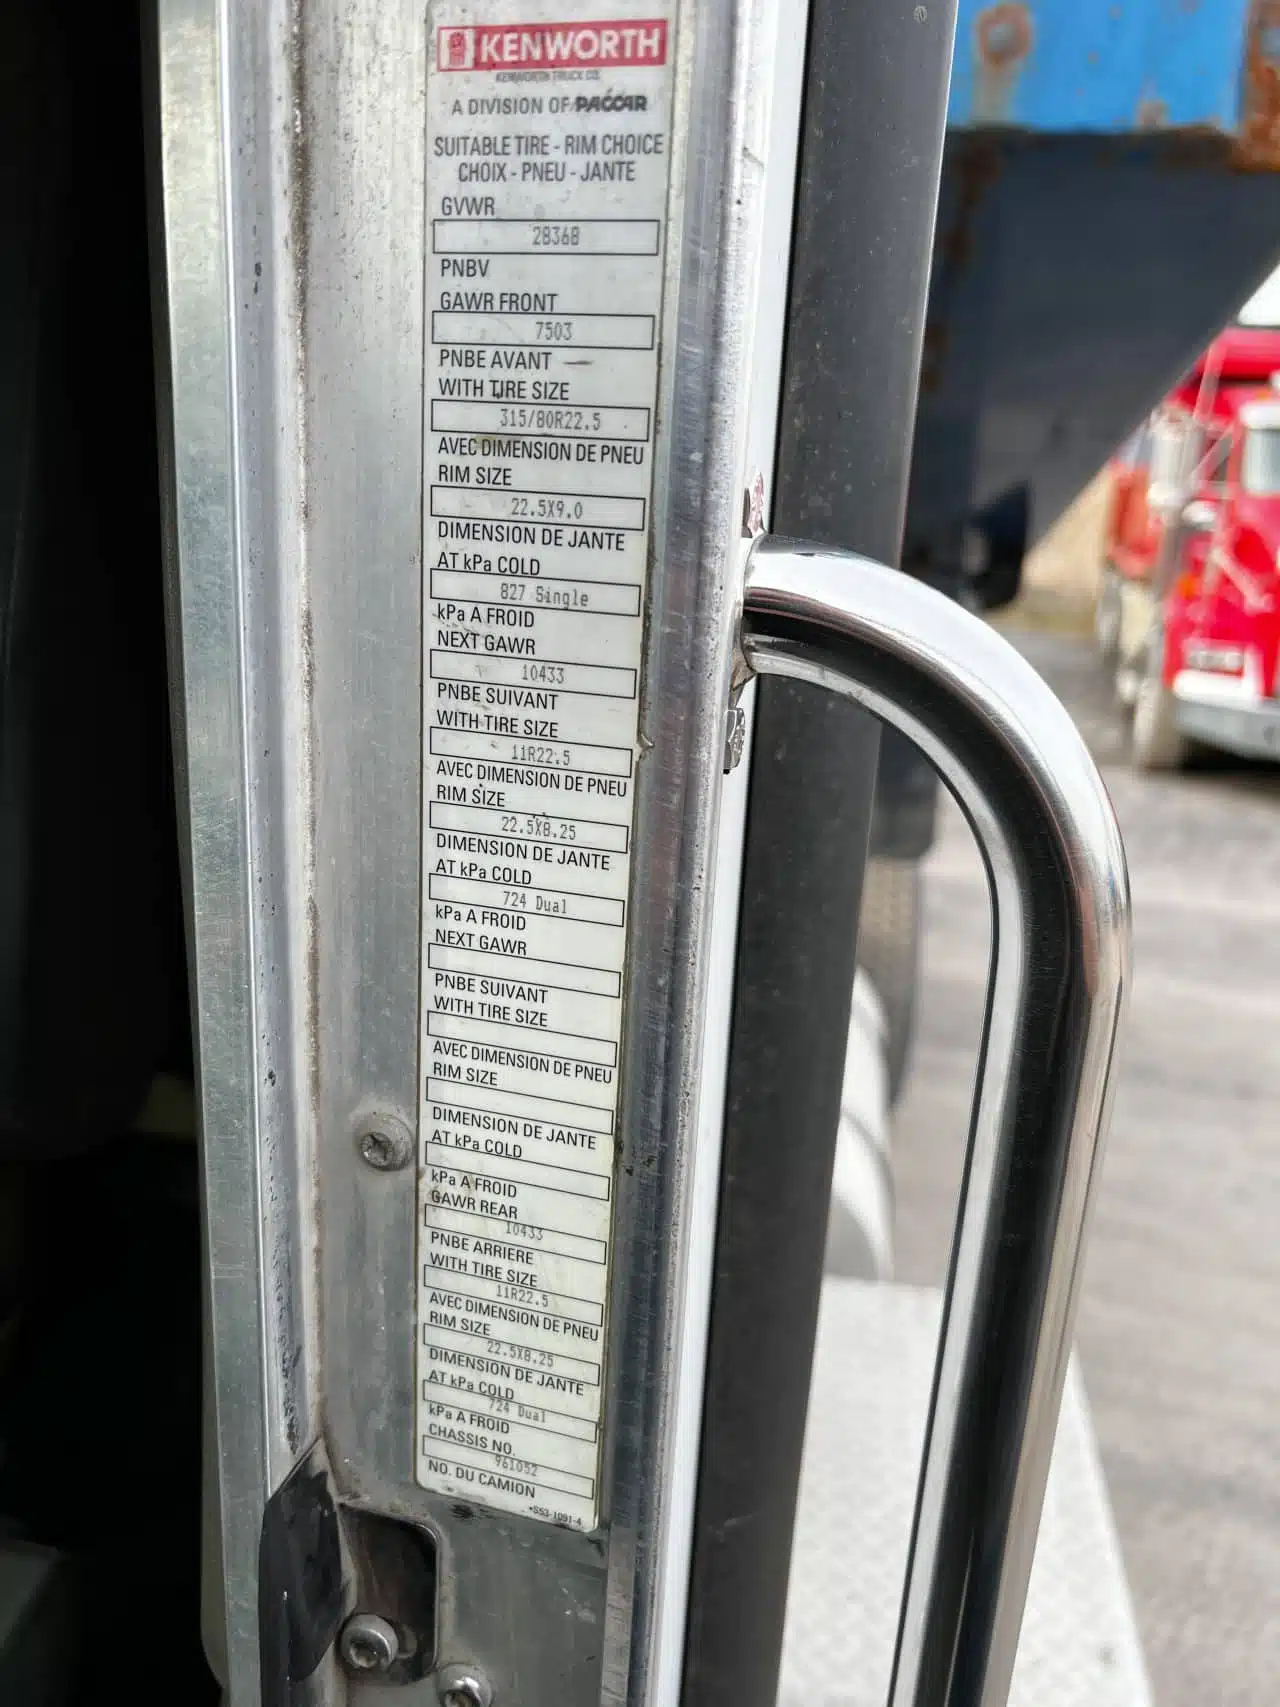 KENWORTH
KENWORTH TRUCK CO.
A DIVISION OF PACCAR
SUITABLE TIRE - RIM CHOICE
CHOIX - PNEU - JANTE
GVWR
28368
PNBV
GAWR FRONT
7503
PNBE AVANT
WITH TIRE SIZE
315/80R22.5
AVEC DIMENSION DE PNEU
RIM SIZE
22.5X9.0
DIMENSION DE JANTE
AT kPa COLD
827 Single
kPa A FROID
NEXT GAWR
10433
PNBE SUIVANT
WITH TIRE SIZE
11R22.5
AVEC DIMENSION DE PNEU
RIM SIZE
22.5X8.25
DIMENSION DE JANTE
AT kPa COLD
724 Dual
kPa A FROID
NEXT GAWR
PNBE SUIVANT
WITH TIRE SIZE
AVEC DIMENSION DE PNEU
RIM SIZE
DIMENSION DE JANTE
AT kPa COLD
kPa A FROID
GAWR REAR
10433
PNBE ARRIERE
WITH TIRE SIZE
11R22.5
AVEC DIMENSION DE PNEU
RIM SIZE
22.5X8.25
DIMENSION DE JANTE
AT kPa COLD
724 Dual
kPa A FROID
CHASSIS NO.
961052
NO. DU CAMION
*S53-1091-4